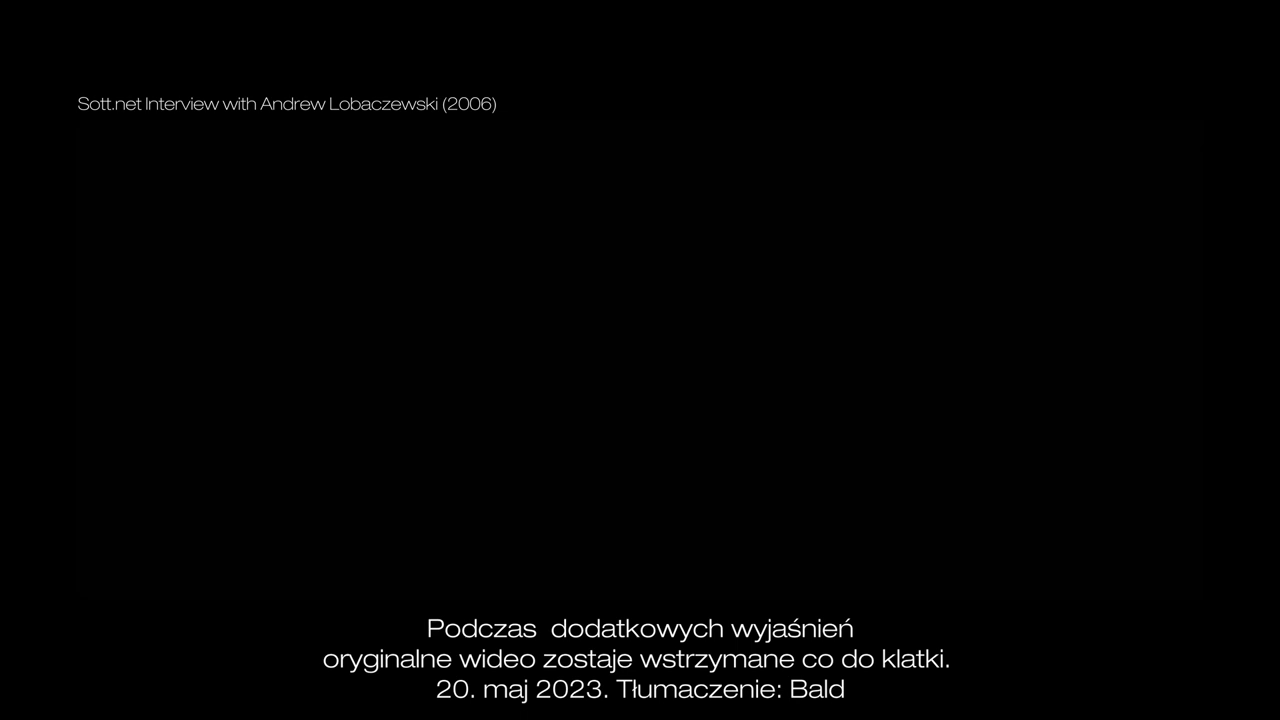 Sott.net Interview with Andrew Lobaczewski (2006)
Podczas  dodatkowych wyjaśnień
oryginalne wideo zostaje wstrzymane co do klatki.
20. maj 2023. Tłumaczenie: Bald